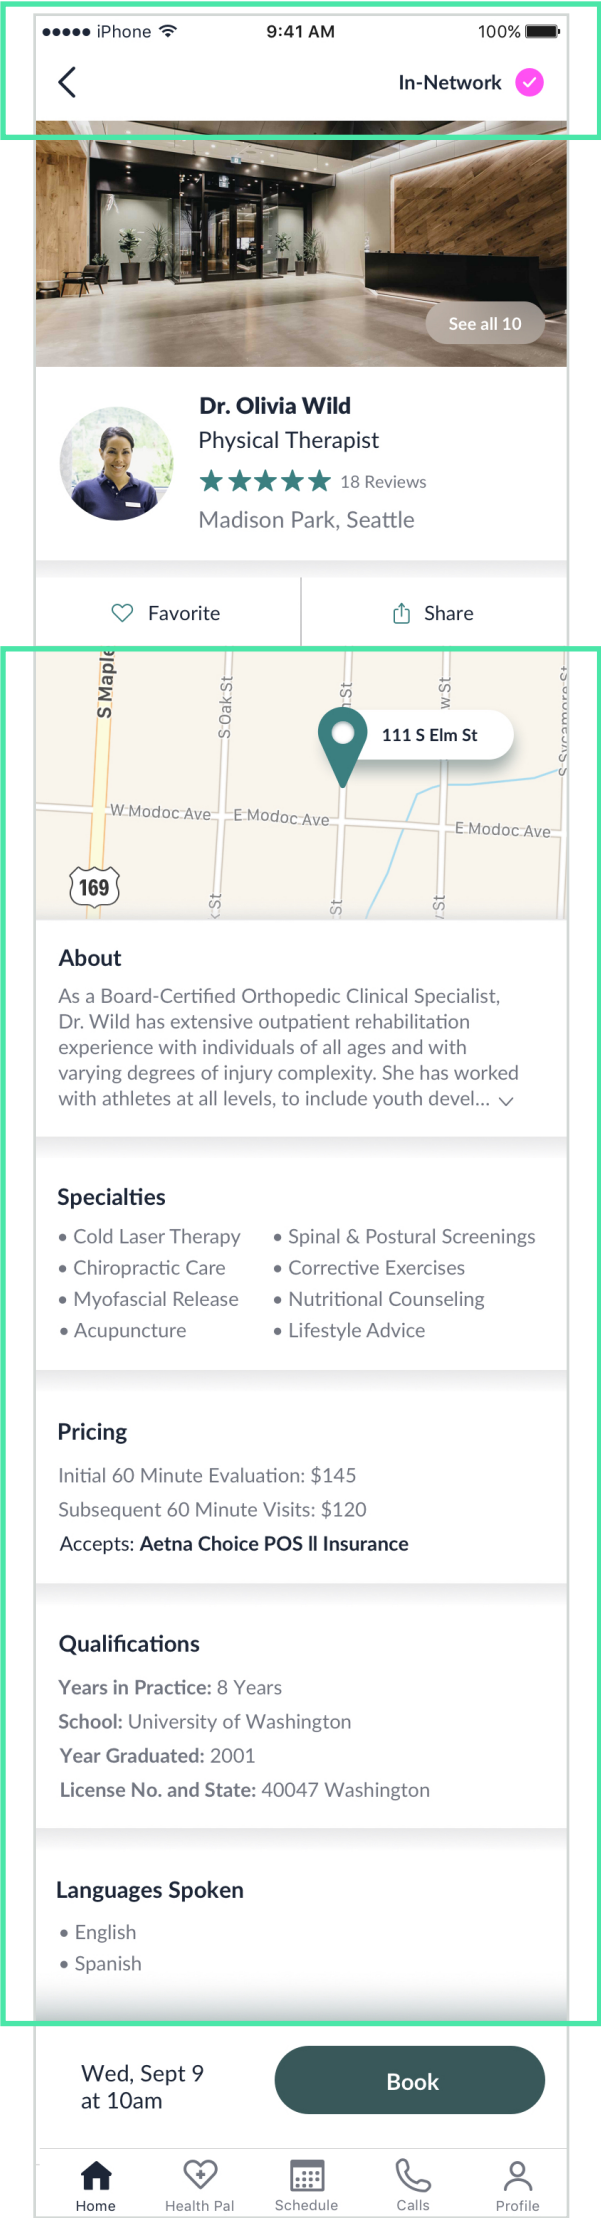 iPhone 9:41 AM 100%
In-Network
See all 10
Dr. Olivia Wild
Physical Therapist
18 Reviews
Madison Park, Seattle
Favorite
Share
S Maple
S Oak St
St
w St
S Sycamore St
111 S Elm St
W Modoc Ave
E Modoc Ave
E Modoc Ave
169
St
St
St
About
As a Board-Certified Orthopedic Clinical Specialist,
Dr. Wild has extensive outpatient rehabilitation
experience with individuals of all ages and with
varying degrees of injury complexity. She has worked
with athletes at all levels, to include youth devel...
Specialties
• Cold Laser Therapy
• Chiropractic Care
• Myofascial Release
• Acupuncture
• Spinal & Postural Screenings
• Corrective Exercises
• Nutritional Counseling
• Lifestyle Advice
Pricing
Initial 60 Minute Evaluation: $145
Subsequent 60 Minute Visits: $120
Accepts: Aetna Choice POS ll Insurance
Qualifications
Years in Practice: 8 Years
School: University of Washington
Year Graduated: 2001
License No. and State: 40047 Washington
Languages Spoken
• English
• Spanish
Wed, Sept 9
at 10am
Book
Home
Health Pal
Schedule
Calls
Profile